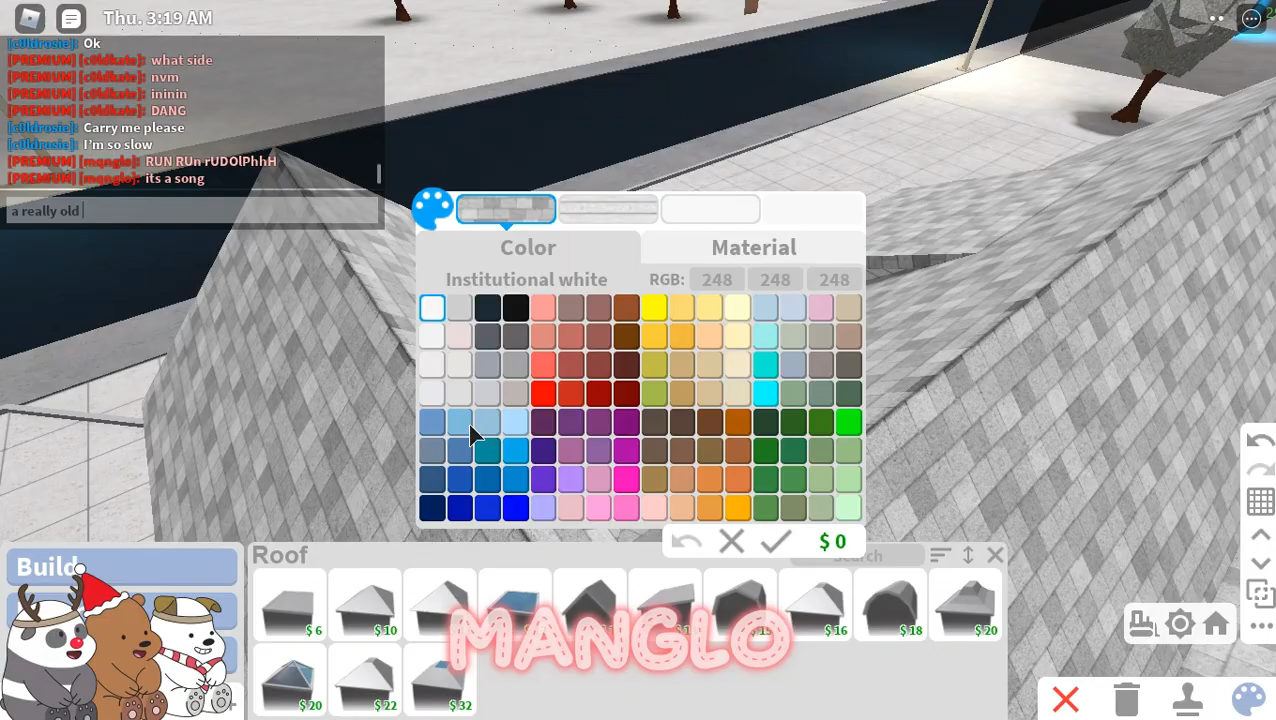 Thu. 3:19 AM
[c0ldrosie]: Ok
[PREMIUM] [c0ldkate]: what side
[PREMIUM] [c0ldkate]: nvm
[PREMIUM] [c0ldkate]: ininin
[PREMIUM] [c0ldkate]: DANG
[c0ldrosie]: Carry me please
[c0ldrosie]: I'm so slow
[PREMIUM] [mqnglo]: RUN RUn rUDOlPhhH
[PREMIUM] [mqnglo]: its a song
a really old
Color
Material
Institutional white
RGB: 248 248 248
$ 0
Build
Roof
Search
$ 6
$ 10
$ 16
$ 18
$ 20
MANGLO
$ 20
$ 22
$ 32